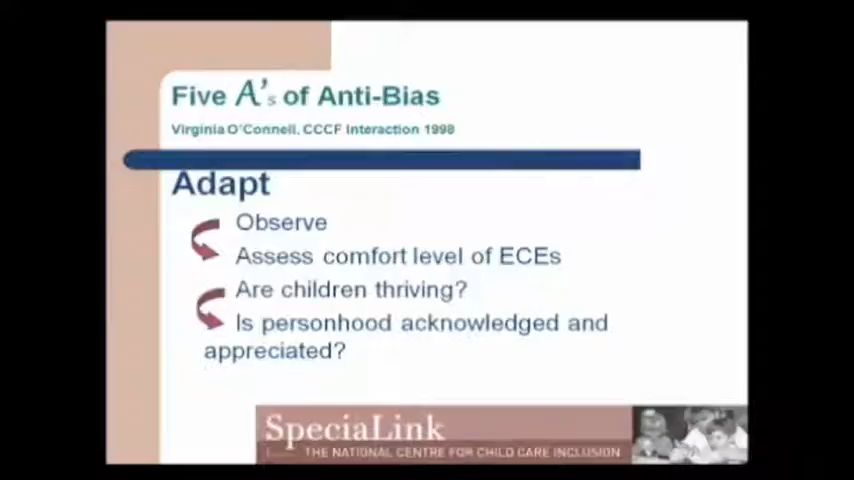 Five A's of Anti-Bias
Virginia O'Connell, CCCF Interaction 1998
Adapt
Observe
Assess comfort level of ECEs
Are children thriving?
Is personhood acknowledged and
appreciated?
SpeciaLink
THE NATIONAL CENTRE FOR CHILD CARE INCLUSION